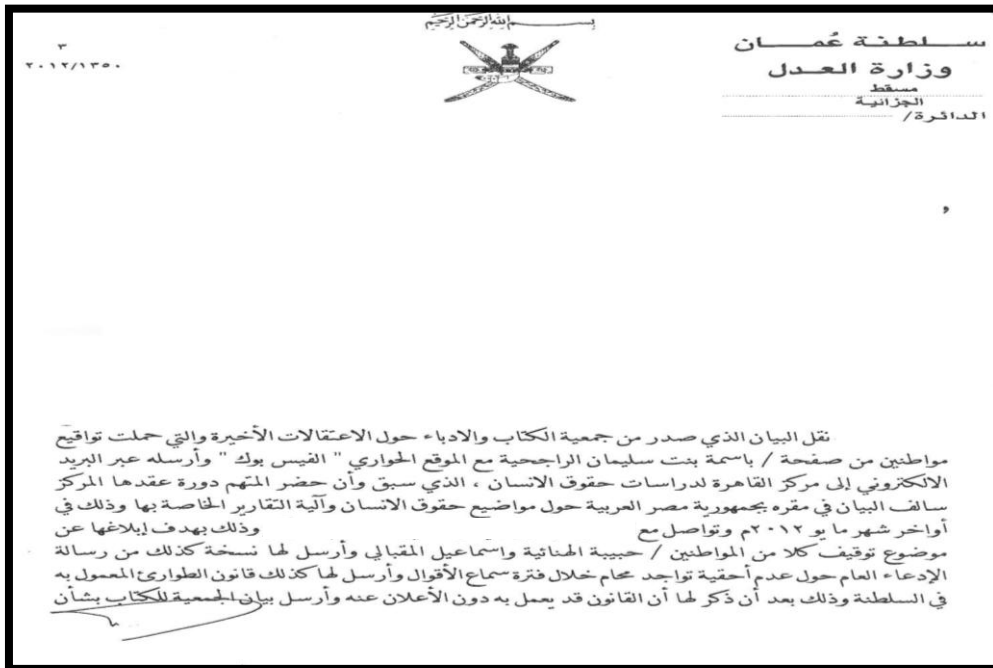 بسم الله الرحمن الرحيم
سلطنة عُمان
وزارة العدل
مسقط
الجزائية
الدائرة/
٣
٢٠١٢/١٣٥٠
و
نقل البيان الذي صدر من جمعية الكتاب والادباء حول الاعتقالات الأخيرة والتي حملت تواقيع
مواطنين من صفحة / باسمة بنت سليمان الراجحية مع الموقع الحواري " الفيس بوك " وأرسله عبر البريد
الالكتروني إلى مركز القاهرة لدراسات حقوق الانسان ، الذي سبق وأن حضر المتهم دورة عقدها المركز
سالف البيان في مقره بجمهورية مصر العربية حول مواضيع حقوق الانسان وآلية التقارير الخاصة بها وذلك في
أواخر شهر مايو ٢٠١٢م وتواصل مع وذلك بهدف إبلاغها عن
موضوع توقيف كلا من المواطنين / حبيبة الهنائية واسماعيل المقبالي وأرسل لها نسخة كذلك من رسالة
الإدعاء العام حول عدم أحقية تواجد محام خلال فترة سماع الأقوال وأرسل لها كذلك قانون الطوارئ المعمول به
في السلطنة وذلك بعد أن ذكر لها أن القانون قد يعمل به دون الأعلان عنه وأرسل بيان الجمعية للكتاب بشأن